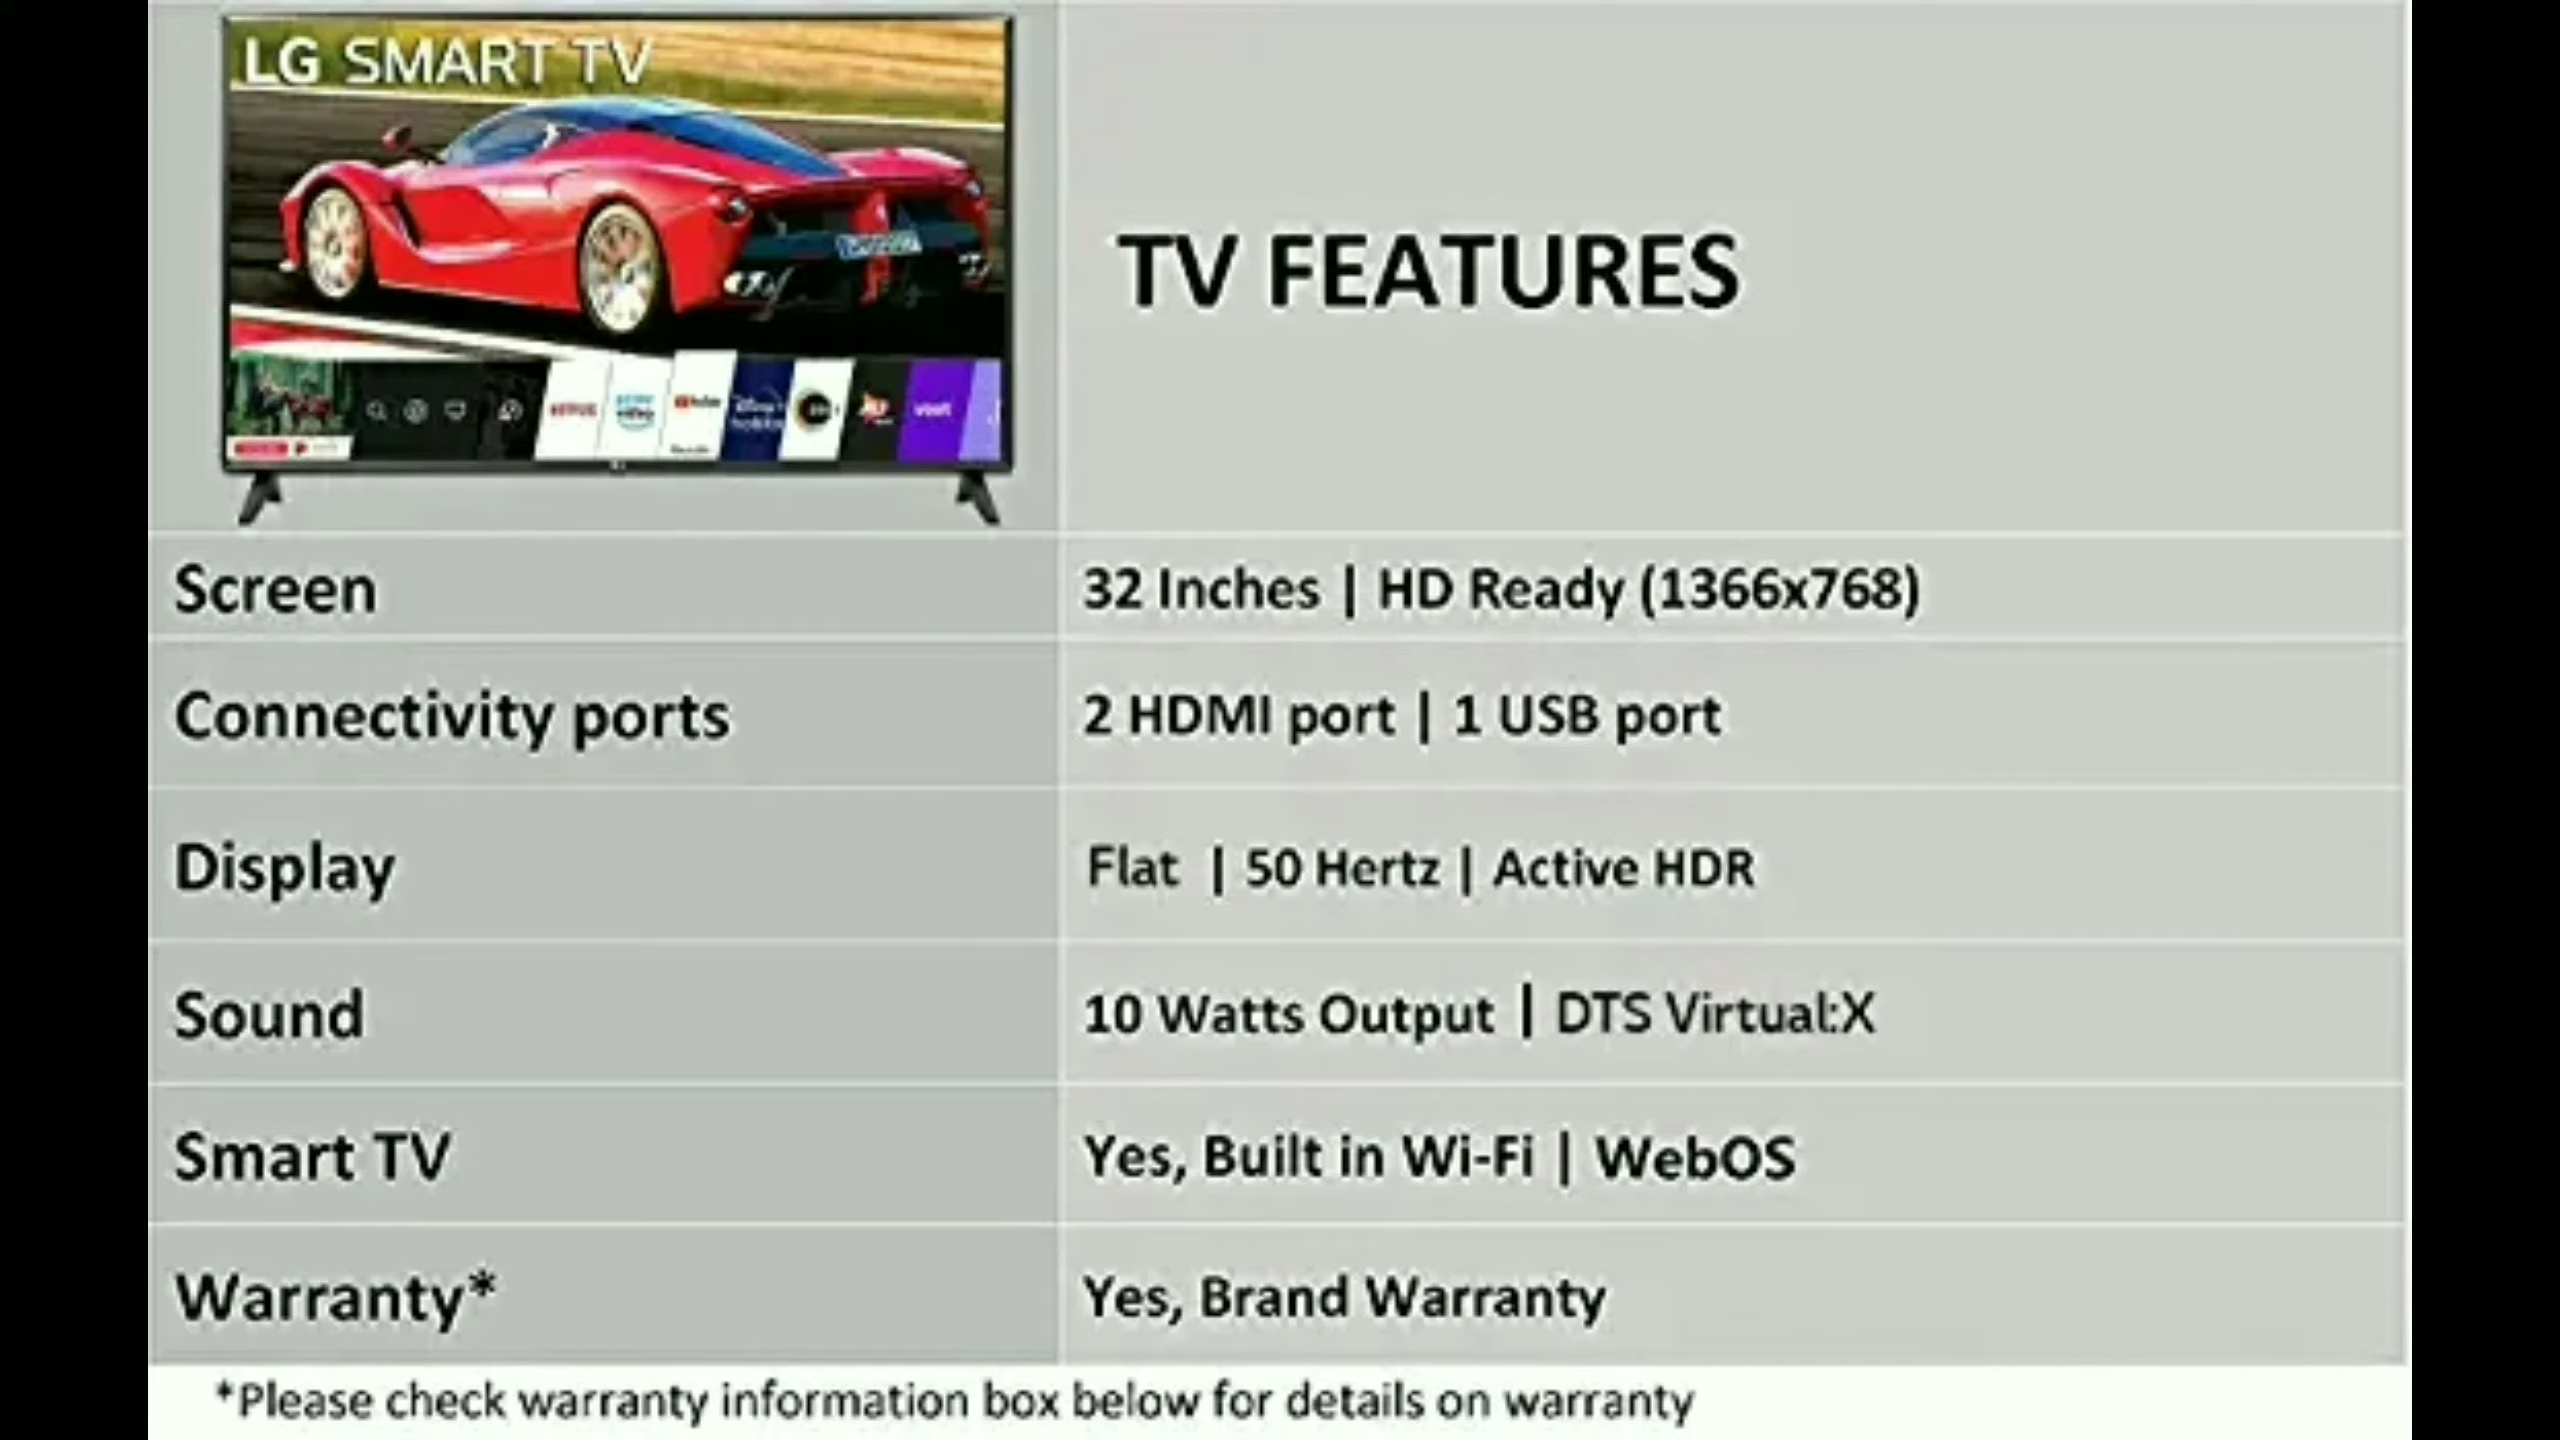 LG SMART TV
TV FEATURES
Screen
32 Inches | HD Ready (1366x768)
Connectivity ports
2 HDMI port | 1 USB port
Display
Flat | 50 Hertz | Active HDR
Sound
10 Watts Output | DTS Virtual:X
Smart TV
Yes, Built in Wi-Fi | WebOS
Warranty*
Yes, Brand Warranty
*Please check warranty information box below for details on warranty